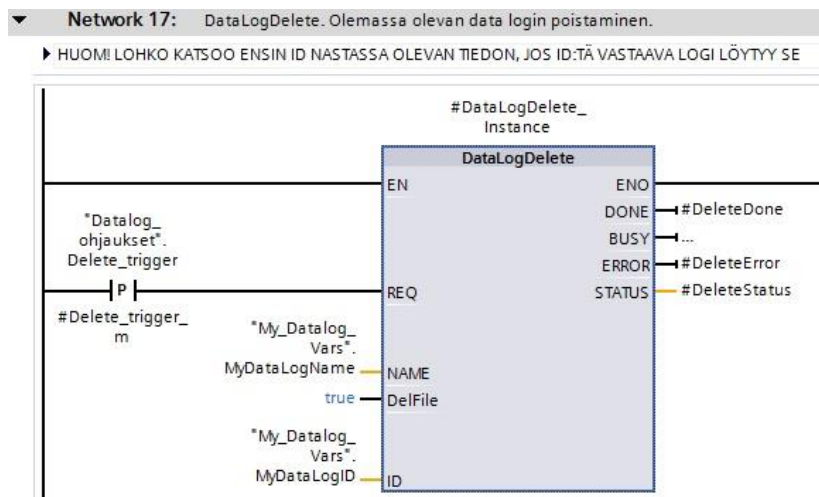 Network 17: DataLogDelete. Olemassa olevan data login poistaminen.
HUOM! LOHKO KATSOO ENSIN ID NASTASSA OLEVAN TIEDON, JOS ID:TÄ VASTAAVA LOGI LÖYTYY SE
#DataLogDelete_
Instance
DataLogDelete
EN
ENO
"Datalog_
ohjaukset".
Delete_trigger
P
#Delete_trigger_
m
DONE
#DeleteDone
BUSY
...
ERROR
#DeleteError
REQ
STATUS
#DeleteStatus
"My_Datalog_
Vars".
MyDataLogName
NAME
true
DelFile
"My_Datalog_
Vars".
MyDataLogID
ID